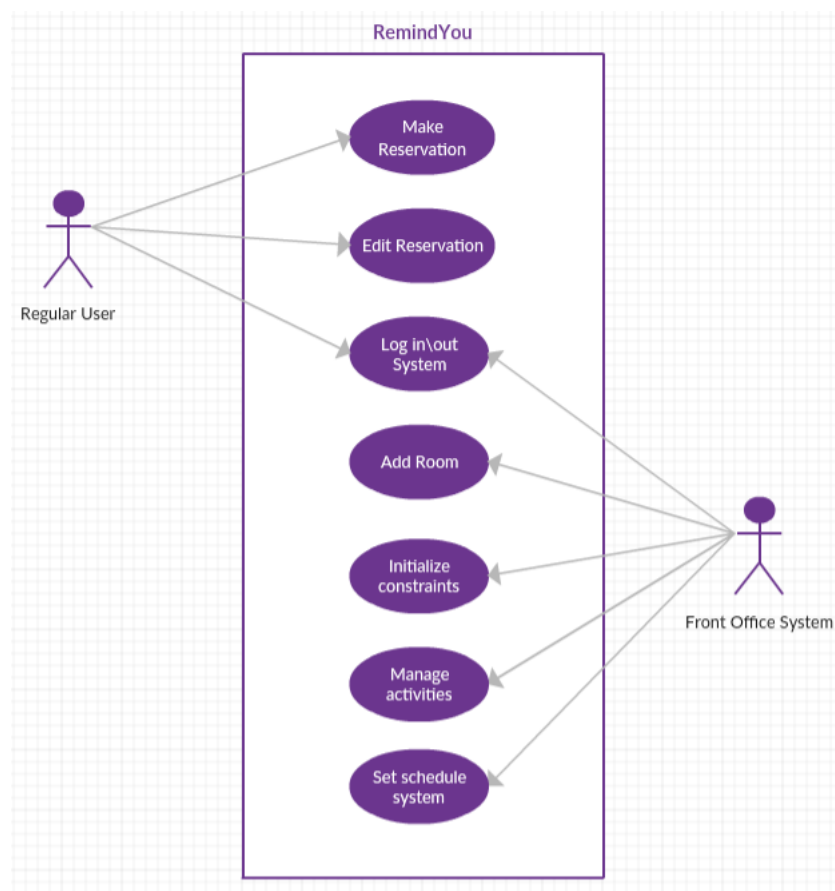 RemindYou
Make
Reservation
Edit Reservation
Regular User
Log in\out
System
Add Room
Initialize
constraints
Front Office System
Manage
activities
Set schedule
system